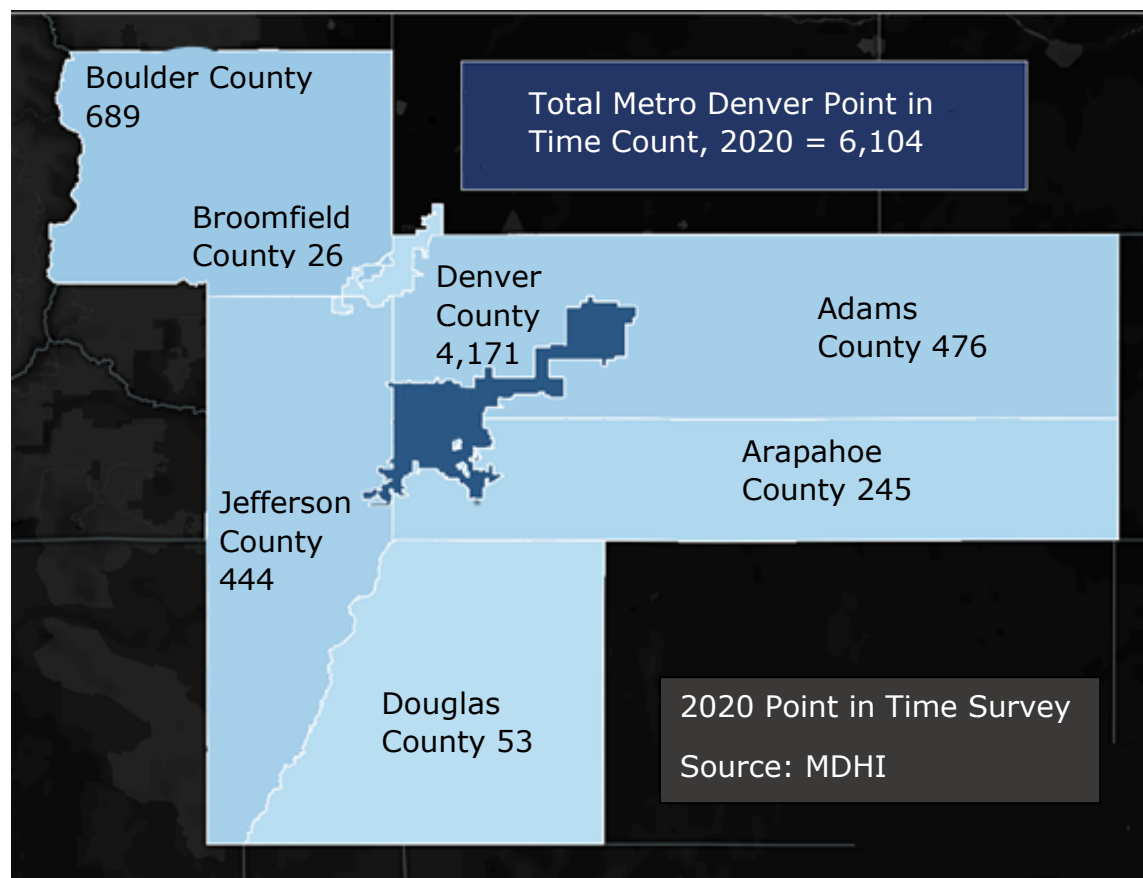 Boulder County
689
Total Metro Denver Point in
Time Count, 2020 = 6,104
Broomfield
County 26
Denver
County
4,171
Adams
County 476
Arapahoe
County 245
Jefferson
County
444
Douglas
County 53
2020 Point in Time Survey
Source: MDHI